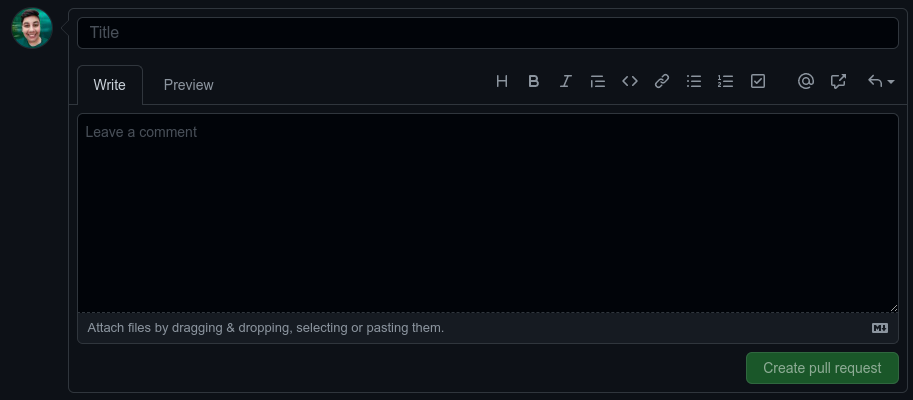 Title
Write Preview H B I <> @
Leave a comment
Attach files by dragging & dropping, selecting or pasting them. M↓
Create pull request